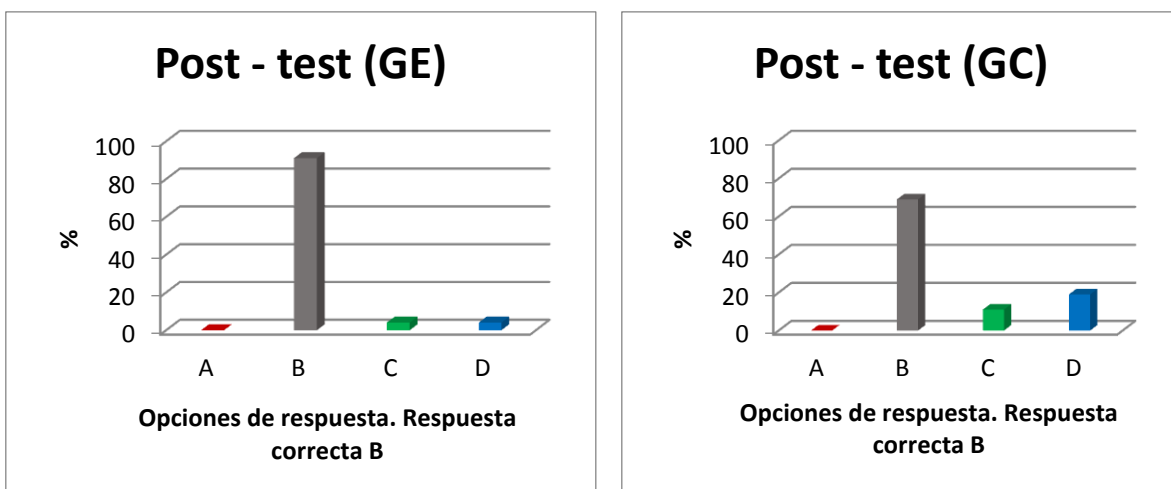 Post - test (GE)
100
80
60
40
20
0
%
A B C D
Opciones de respuesta. Respuesta
correcta B
Post - test (GC)
100
80
60
40
20
0
%
A B C D
Opciones de respuesta. Respuesta
correcta B